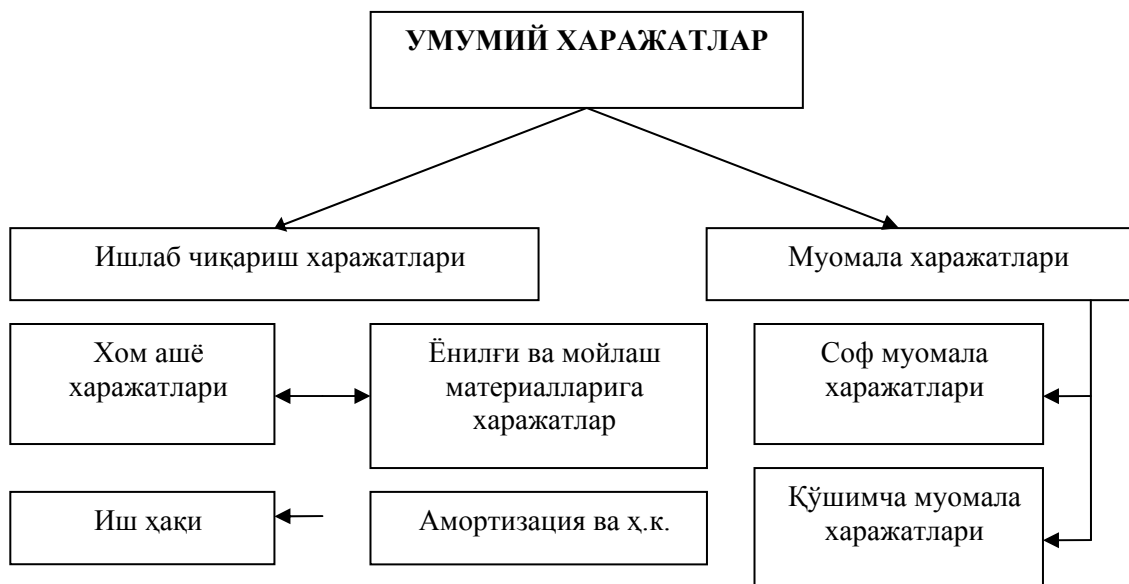 УМУМИЙ ХАРАЖАТЛАР
Ишлаб чиқариш харажатлари
Муомала харажатлари
Хом ашё
харажатлари
Ёнилғи ва мойлаш
материалларига
харажатлар
Соф муомала
харажатлари
Иш ҳақи
Амортизация ва ҳ.к.
Қўшимча муомала
харажатлари